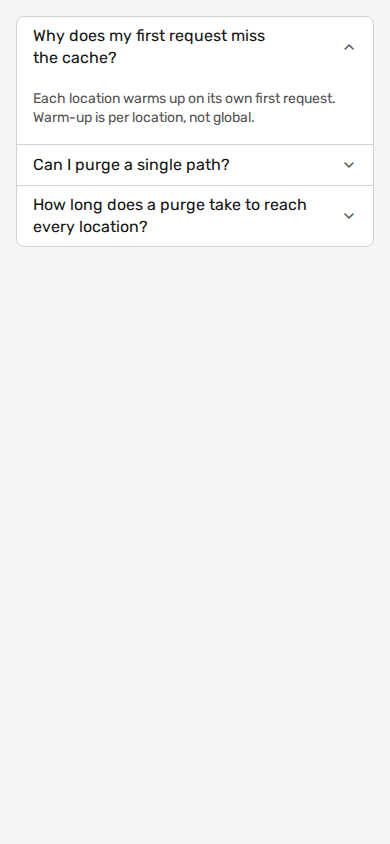 Why does my first request miss
the cache?
Each location warms up on its own first request.
Warm-up is per location, not global.
Can I purge a single path?
How long does a purge take to reach
every location?